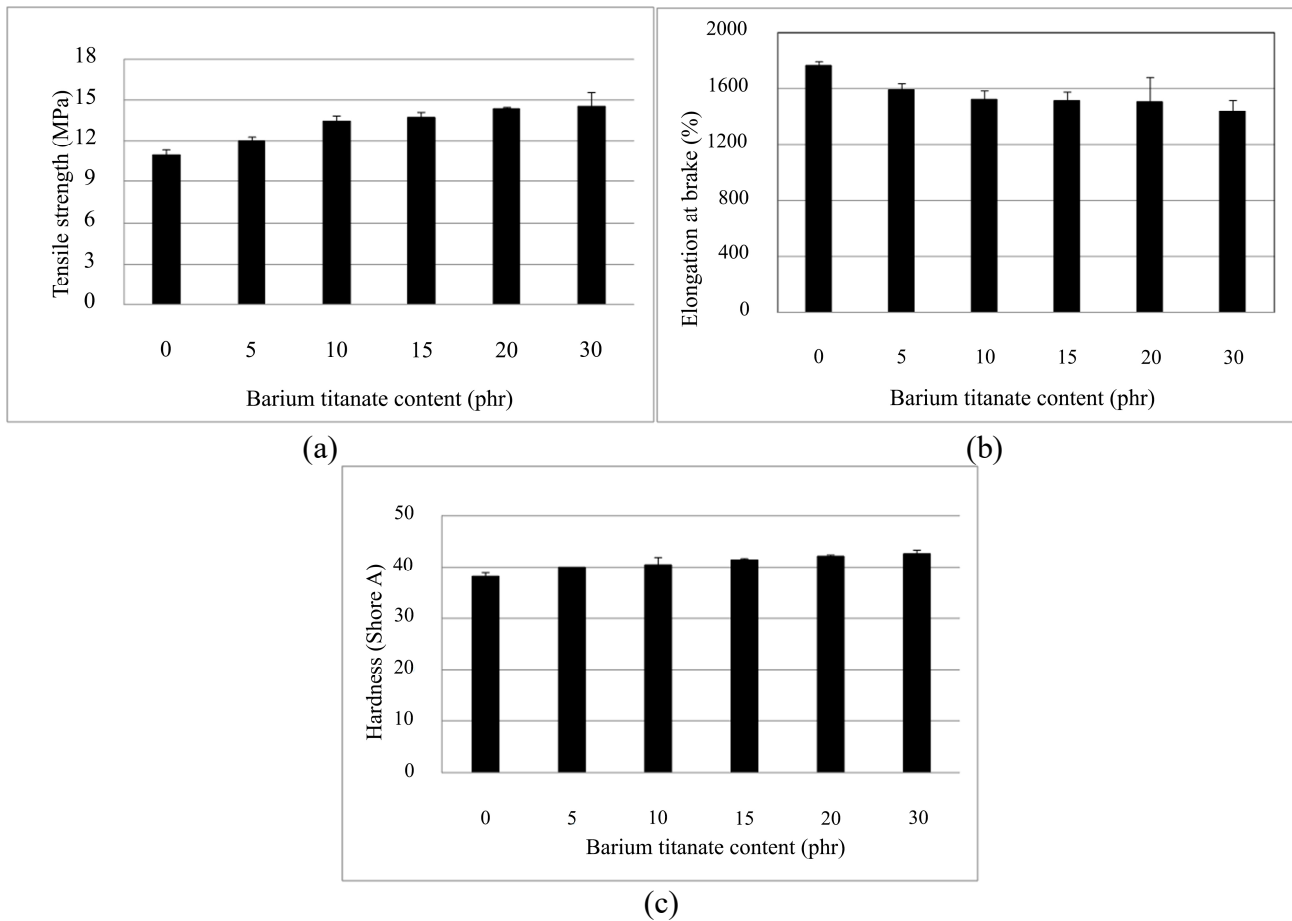 18
15
12
9
6
3
0
Tensile strength (MPa)
0 5 10 15 20 30
Barium titanate content (phr)
(a)
2000
1600
1200
800
400
0
Elongation at brake (%)
0 5 10 15 20 30
Barium titanate content (phr)
(b)
50
40
30
20
10
0
Hardness (Shore A)
0 5 10 15 20 30
Barium titanate content (phr)
(c)